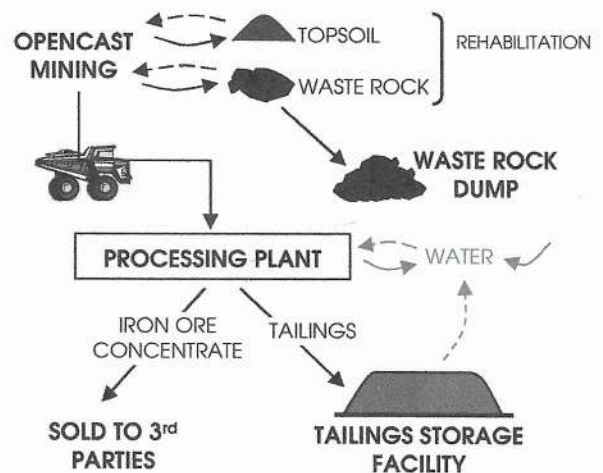 OPENCAST
MINING
TOPSOIL
WASTE ROCK
REHABILITATION
WASTE ROCK
DUMP
PROCESSING PLANT
WATER
IRON ORE
CONCENTRATE
TAILINGS
SOLD TO 3rd
PARTIES
TAILINGS STORAGE
FACILITY